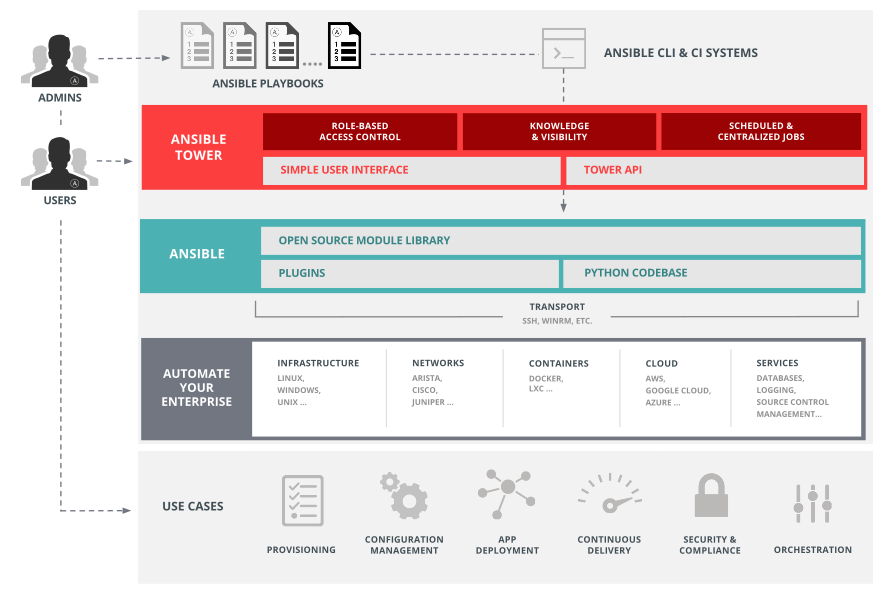 ANSIBLE PLAYBOOKS
ANSIBLE CLI & CI SYSTEMS
ADMINS
USERS
ANSIBLE
TOWER
ROLE-BASED
ACCESS CONTROL
KNOWLEDGE
& VISIBILITY
SCHEDULED &
CENTRALIZED JOBS
SIMPLE USER INTERFACE
TOWER API
ANSIBLE
OPEN SOURCE MODULE LIBRARY
PLUGINS
PYTHON CODEBASE
TRANSPORT
SSH, WINRM, ETC.
AUTOMATE
YOUR
ENTERPRISE
INFRASTRUCTURE
LINUX,
WINDOWS,
UNIX ...
NETWORKS
ARISTA,
CISCO,
JUNIPER ...
CONTAINERS
DOCKER,
LXC ...
CLOUD
AWS,
GOOGLE CLOUD,
AZURE ...
SERVICES
DATABASES,
LOGGING,
SOURCE CONTROL
MANAGEMENT...
USE CASES
PROVISIONING
CONFIGURATION
MANAGEMENT
APP
DEPLOYMENT
CONTINUOUS
DELIVERY
SECURITY &
COMPLIANCE
ORCHESTRATION